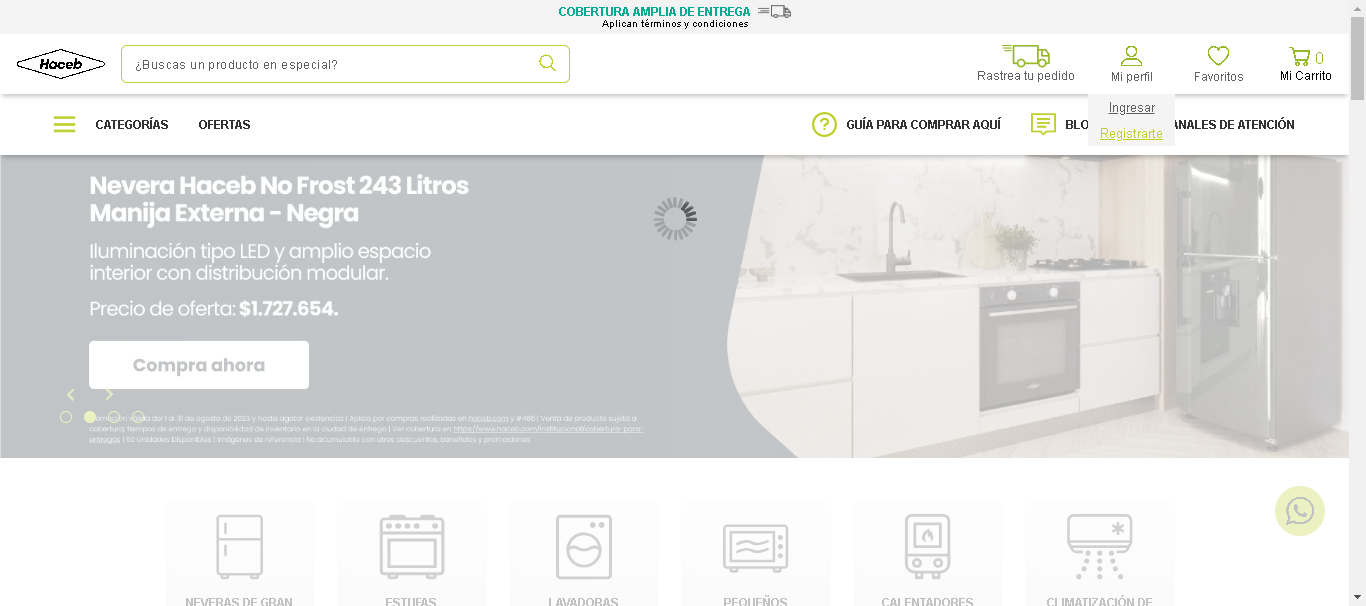 COBERTURA AMPLIA DE ENTREGA
Aplican términos y condiciones
Haceb
¿Buscas un producto en especial?
Rastrea tu pedido
Mi perfil
Favoritos
0
Mi Carrito
Ingresar
Registrarte
CATEGORÍAS
OFERTAS
GUÍA PARA COMPRAR AQUÍ
BLO
ANALES DE ATENCIÓN
Nevera Haceb No Frost 243 Litros
Manija Externa - Negra
Iluminación tipo LED y amplio espacio
interior con distribución modular.
Precio de oferta: $1.727.654.
Compra ahora
válida del 1 al 31 de agosto de 2023 y hasta agotar existencias | Aplica por compras realizadas en haceb.com y #466 | Venta de producto sujeta a
cobertura, tiempos de entrega y disponibilidad de inventario en la ciudad de entrega | Ver cobertura en https://www.haceb.com/institucional/cobertura-para-
entregas | 50 Unidades Disponibles | Imágenes de referencia | No acumulable con otros descuentos, beneficios y promociones
NEVERAS DE GRAN
ESTUFAS
LAVADORAS
PEQUEÑOS
CALENTADORES
CLIMATIZACIÓN DE